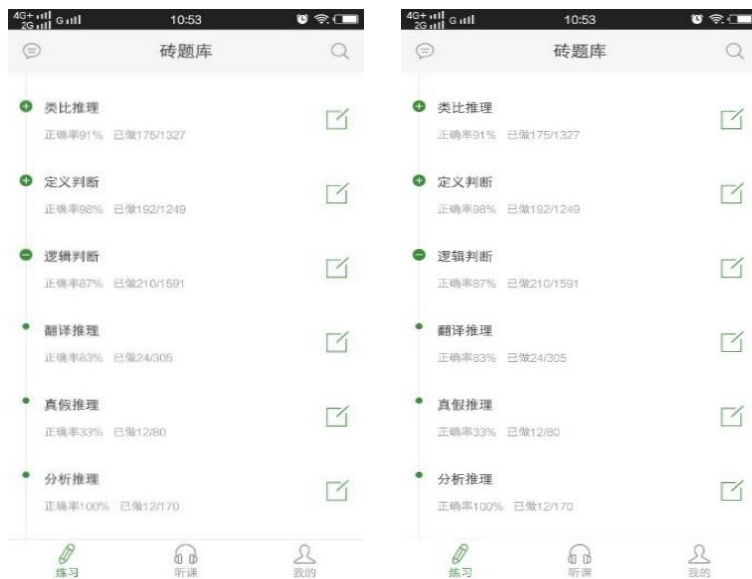 4G+ G
2G 10:53
砖题库
类比推理
正确率91% 已做175/1327
定义判断
正确率98% 已做192/1249
逻辑判断
正确率87% 已做210/1591
翻译推理
正确率83% 已做24/305
真假推理
正确率33% 已做12/80
分析推理
正确率100% 已做12/170
练习 听课 我的
4G+ G
2G 10:53
砖题库
类比推理
正确率91% 已做175/1327
定义判断
正确率98% 已做192/1249
逻辑判断
正确率87% 已做210/1591
翻译推理
正确率83% 已做24/305
真假推理
正确率33% 已做12/80
分析推理
正确率100% 已做12/170
练习 听课 我的